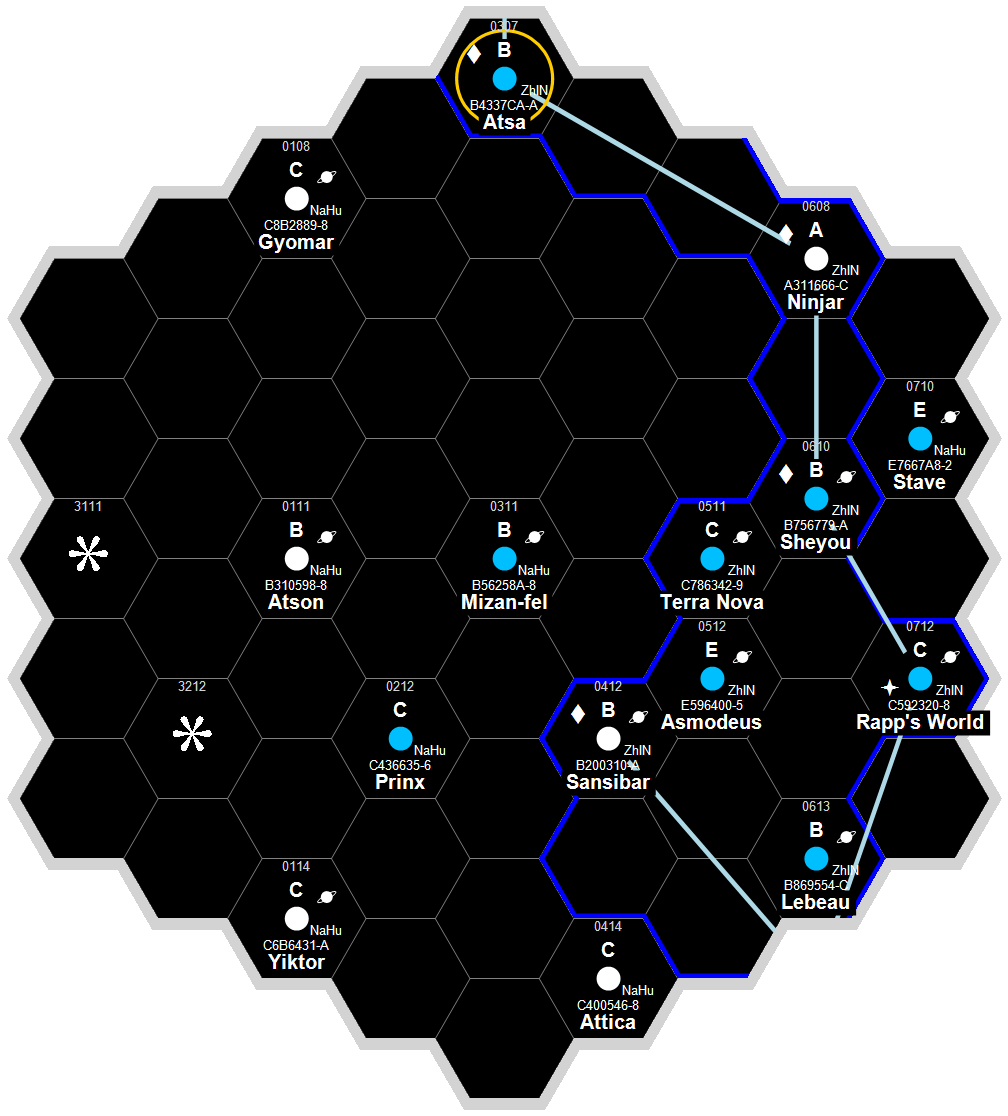 0307
B
ZhIN
B4337CA-A
Atsa
0108
C
NaHu
C8B2889-8
Gyomar
0608
A
ZhIN
A311666-C
Ninjar
0710
E
NaHu
E7667A8-2
Stave
0610
B
ZhIN
B756779-A
Sheyou
3111
0111
B
NaHu
B310598-8
Atson
0311
B
NaHu
B56258A-8
Mizan-fel
0511
C
ZhIN
C786342-9
Terra Nova
0512
E
ZhIN
E596400-5
Asmodeus
0712
C
ZhIN
C592320-8
Rapp's World
3212
0212
C
NaHu
C436635-6
Prinx
0412
B
ZhIN
B200310-A
Sansibar
0613
B
ZhIN
B869554-C
Lebeau
0114
C
NaHu
C6B6431-A
Yiktor
0414
C
NaHu
C400546-8
Attica